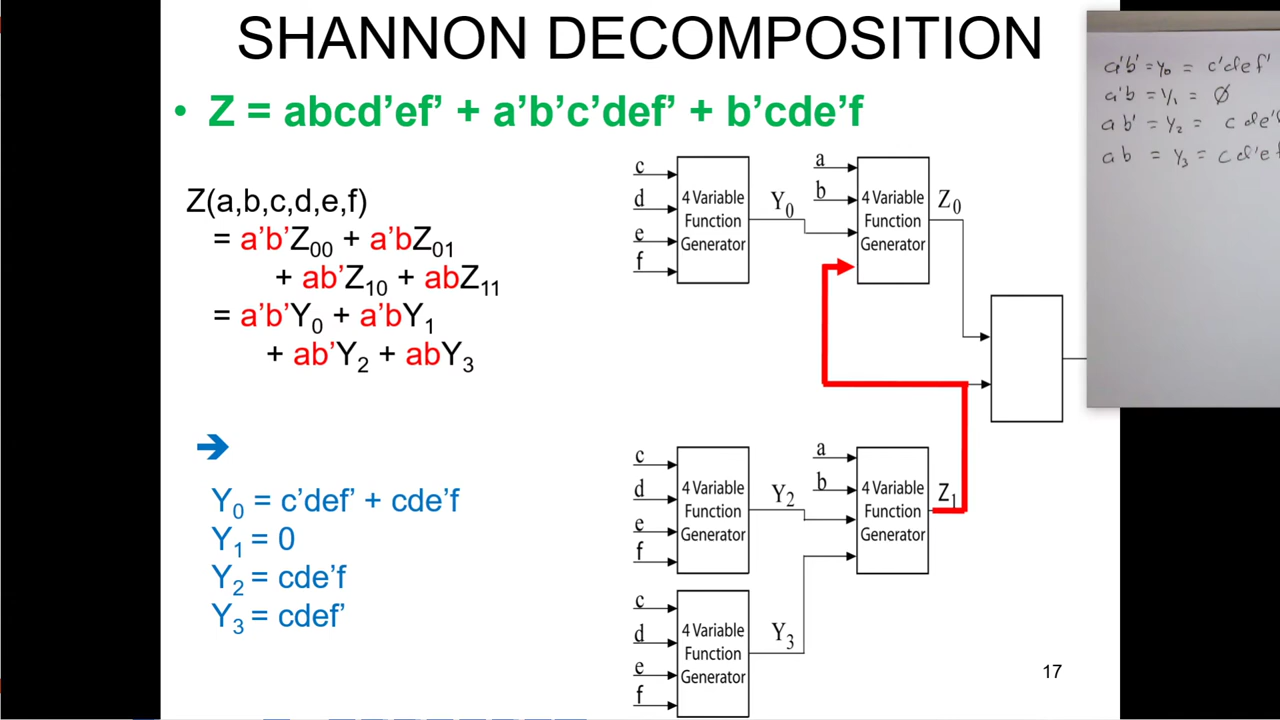 SHANNON DECOMPOSITION
• Z = abcd’ef’ + a’b’c’def’ + b’cde’f
Z(a,b,c,d,e,f)
= a’b’Z00 + a’bZ01
+ ab’Z10 + abZ11
= a’b’Y0 + a’bY1
+ ab’Y2 + abY3
➔
Y0 = c’def’ + cde’f
Y1 = 0
Y2 = cde’f
Y3 = cdef’
c
d
e
f
4 Variable
Function
Generator
Y0
a
b
4 Variable
Function
Generator
Z0
c
d
e
f
4 Variable
Function
Generator
Y2
a
b
4 Variable
Function
Generator
Z1
c
d
e
f
4 Variable
Function
Generator
Y3
17
a'b' = Y0 = c'def'
a'b = Y1 = Ø
ab' = Y2 = cde'
ab = Y3 = cd'e